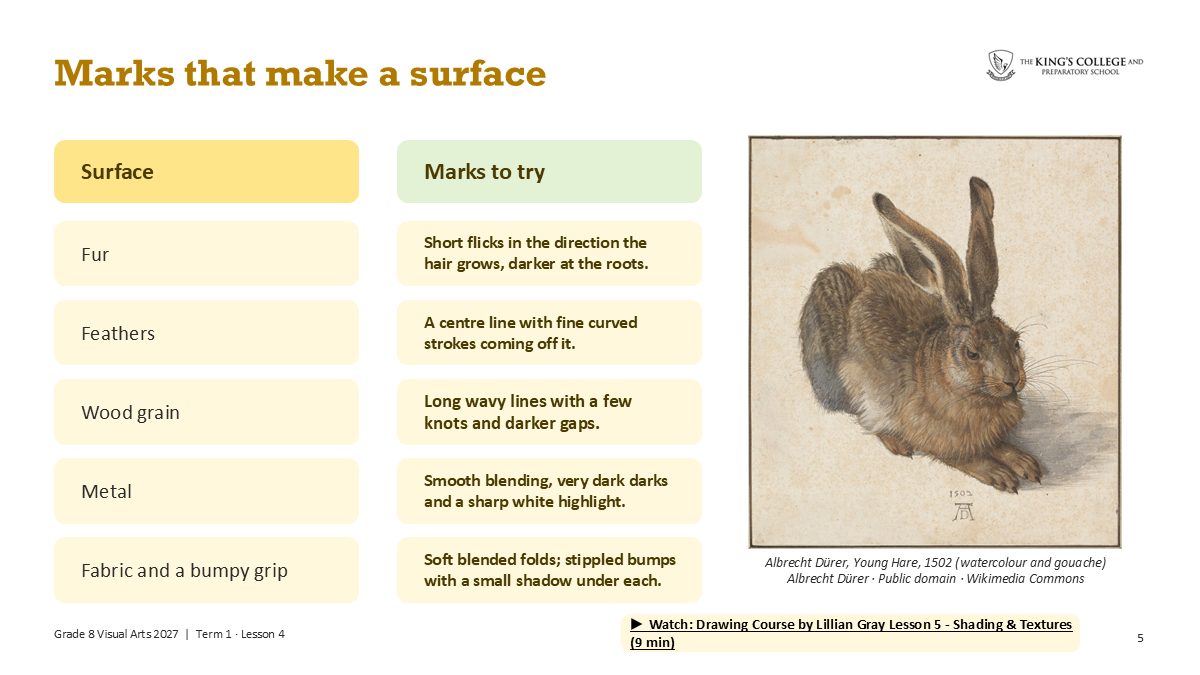 Marks that make a surface
THE KING'S COLLEGE AND
PREPARATORY SCHOOL
Surface
Marks to try
Fur
Short flicks in the direction the
hair grows, darker at the roots.
Feathers
A centre line with fine curved
strokes coming off it.
Wood grain
Long wavy lines with a few
knots and darker gaps.
Metal
Smooth blending, very dark darks
and a sharp white highlight.
Fabric and a bumpy grip
Soft blended folds; stippled bumps
with a small shadow under each.
1502
AD
Albrecht Dürer, Young Hare, 1502 (watercolour and gouache)
Albrecht Dürer · Public domain · Wikimedia Commons
▶ Watch: Drawing Course by Lillian Gray Lesson 5 - Shading & Textures
(9 min)
Grade 8 Visual Arts 2027 | Term 1 · Lesson 4
5